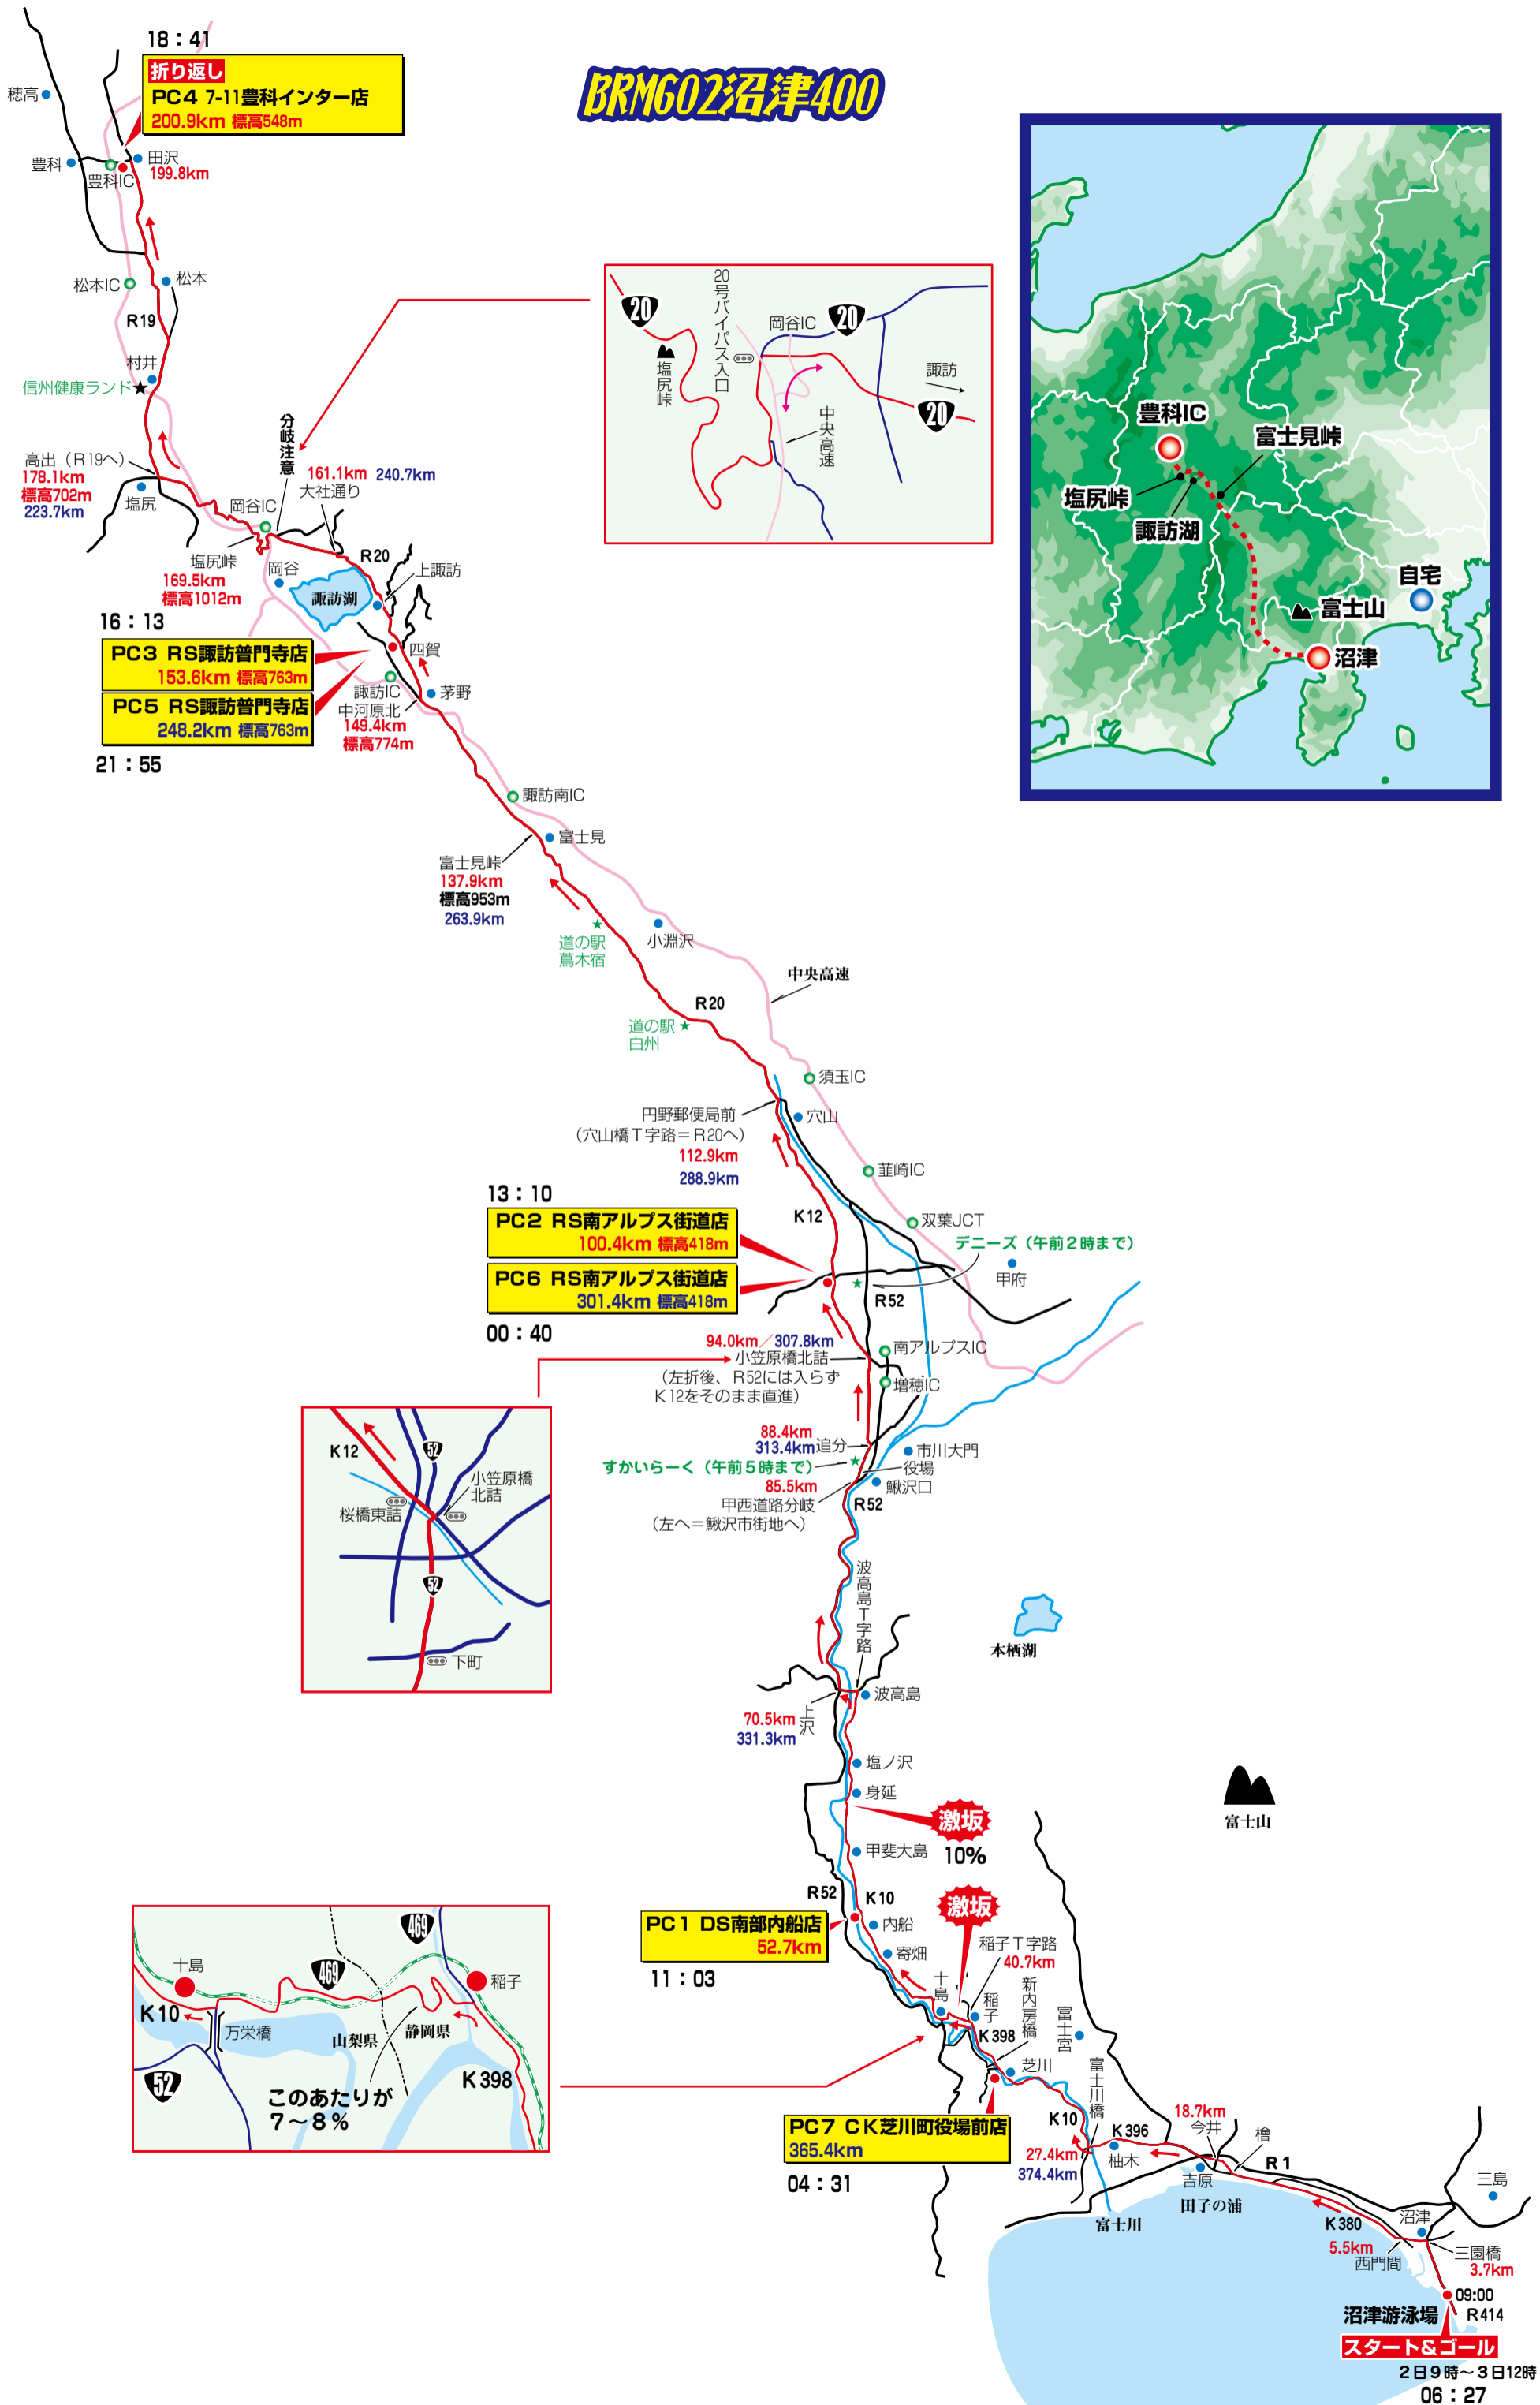 18：41
折り返し
PC4 7-11豊科インター店
200.9km 標高548m
BRM602沼津400
穂高
豊科
豊科IC
田沢
199.8km
松本IC
松本
R19
村井
信州健康ランド
高出（R19へ）
178.1km
標高702m
223.7km
塩尻
分岐注意
161.1km 240.7km
大社通り
岡谷IC
塩尻峠
169.5km
標高1012m
岡谷
諏訪湖
R20
上諏訪
16：13
PC3 RS諏訪普門寺店
153.6km 標高763m
PC5 RS諏訪普門寺店
248.2km 標高763m
21：55
四賀
諏訪IC
中河原北
149.4km
標高774m
茅野
20
塩尻峠
20号バイパス入口
岡谷IC
20
諏訪
20
中央高速
豊科IC
富士見峠
塩尻峠
諏訪湖
自宅
富士山
沼津
諏訪南IC
富士見
富士見峠
137.9km
標高953m
263.9km
道の駅
蔦木宿
小淵沢
中央高速
R20
道の駅
白州
須玉IC
円野郵便局前
（穴山橋T字路＝R20へ）
112.9km
288.9km
穴山
韮崎IC
13：10
PC2 RS南アルプス街道店
100.4km 標高418m
PC6 RS南アルプス街道店
301.4km 標高418m
00：40
K12
双葉JCT
デニーズ（午前2時まで）
甲府
R52
94.0km／307.8km
小笠原橋北詰
（左折後、R52には入らず
K12をそのまま直進）
南アルプスIC
増穂IC
88.4km
313.4km
追分
すかいらーく（午前5時まで）
85.5km
甲西道路分岐
（左へ＝鰍沢市街地へ）
市川大門
役場
鰍沢口
R52
K12
52
小笠原橋
北詰
桜橋東詰
52
下町
波高島T字路
本栖湖
波高島
上沢
70.5km
331.3km
塩ノ沢
身延
激坂
10%
甲斐大島
富士山
R52
K10
PC1 DS南部内船店
52.7km
11：03
内船
寄畑
激坂
稲子T字路
40.7km
十島
稲子
新内房橋
富士宮
K398
芝川
富士川橋
十島
469
469
稲子
K10
万栄橋
山梨県
静岡県
52
このあたりが
7～8％
K398
PC7 CK芝川町役場前店
365.4km
04：31
K10
K396
18.7km
今井
檜
27.4km
374.4km
柚木
吉原
R1
田子の浦
富士川
三島
沼津
K380
5.5km
西門間
三園橋
3.7km
09:00
沼津游泳場
R414
スタート&ゴール
2日9時～3日12時
06：27